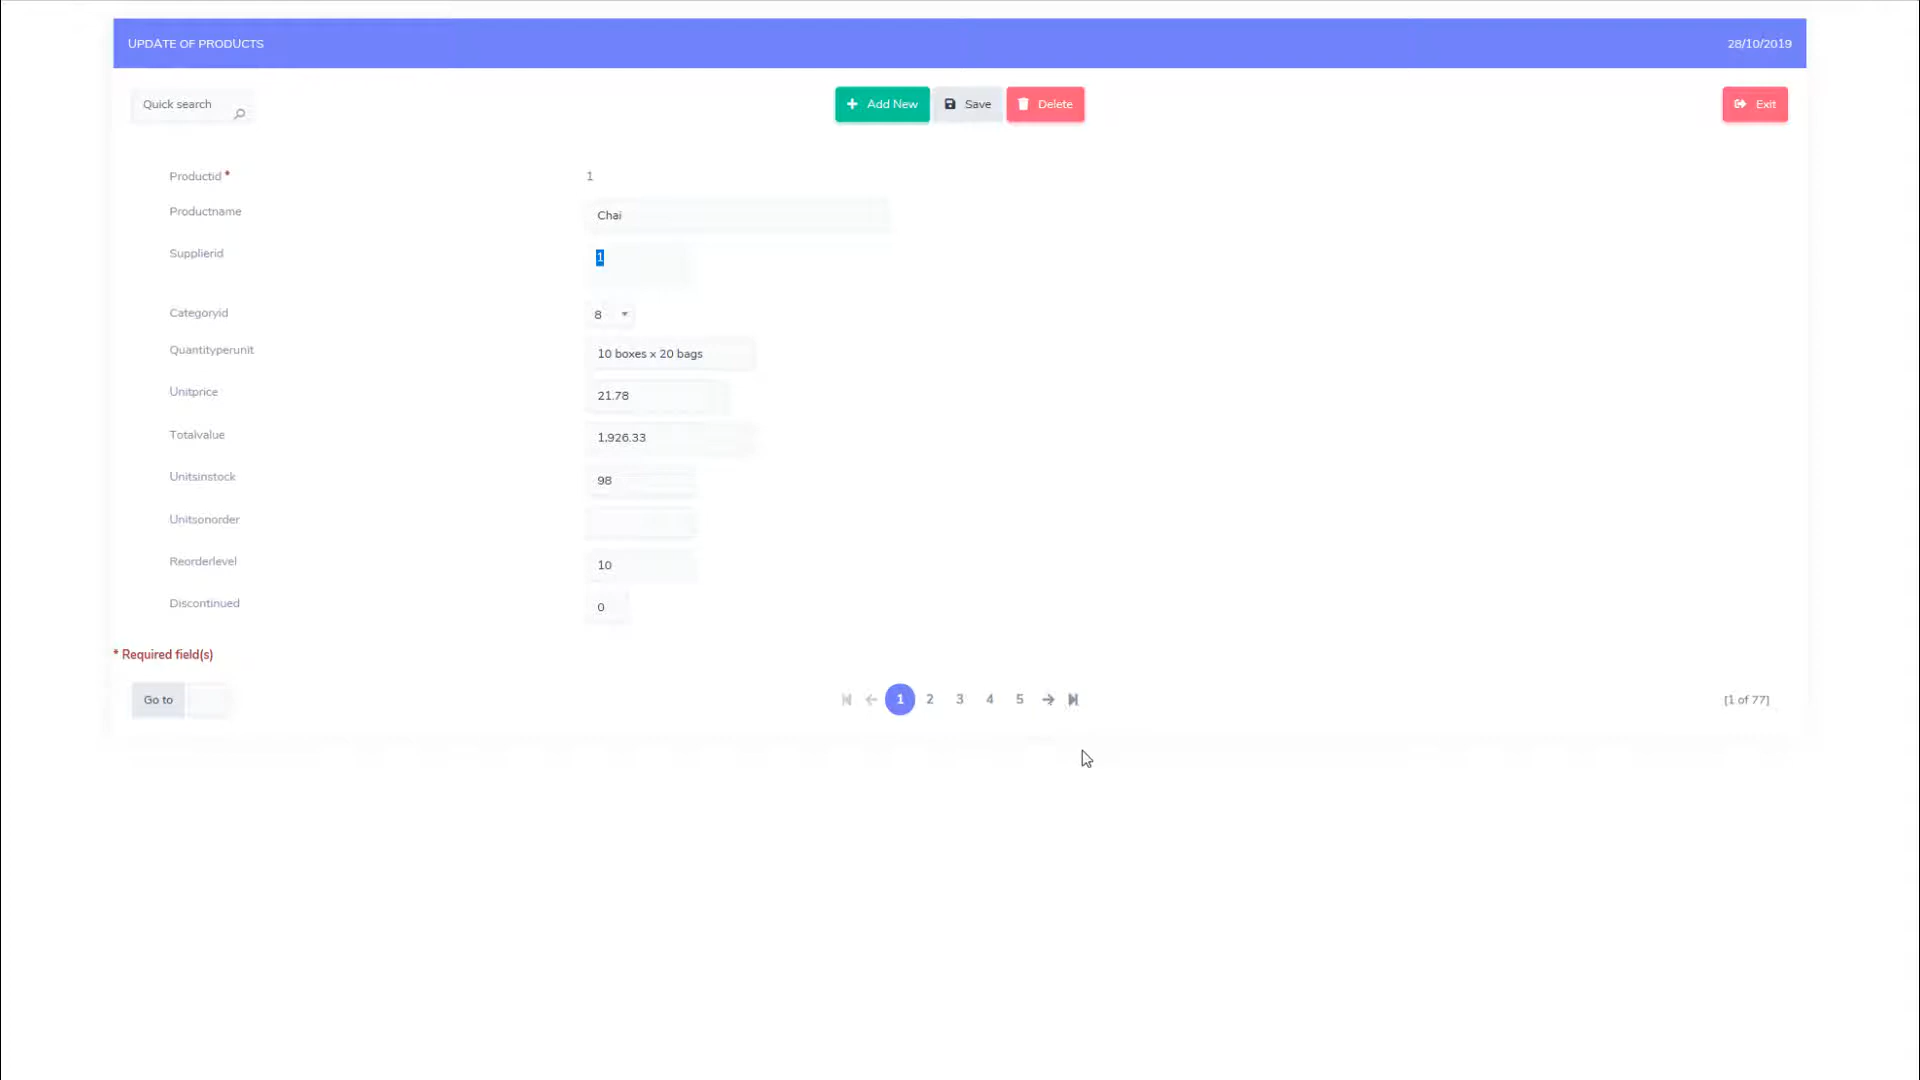 UPDATE OF PRODUCTS 28/10/2019
Quick search Add New Save Delete Exit
Productid * 1
Productname Chai
Supplierid 1
Categoryid 8
Quantityperunit 10 boxes x 20 bags
Unitprice 21.78
Totalvalue 1,926.33
Unitsinstock 98
Unitsonorder
Reorderlevel 10
Discontinued 0
* Required field(s)
Go to 1 2 3 4 5 [1 of 77]